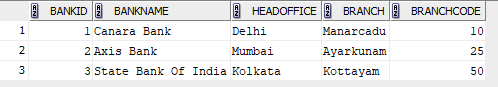 BANKID BANKNAME HEADOFFICE BRANCH BRANCHCODE
1 1 Canara Bank Delhi Manarcadu 10
2 2 Axis Bank Mumbai Ayarkunam 25
3 3 State Bank Of India Kolkata Kottayam 50